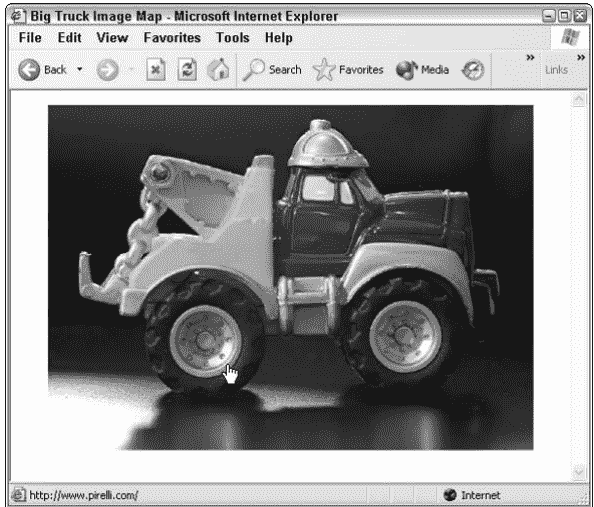 Big Truck Image Map - Microsoft Internet Explorer
File Edit View Favorites Tools Help
Back Search Favorites Media » Links »
http://www.pirelli.com/ Internet